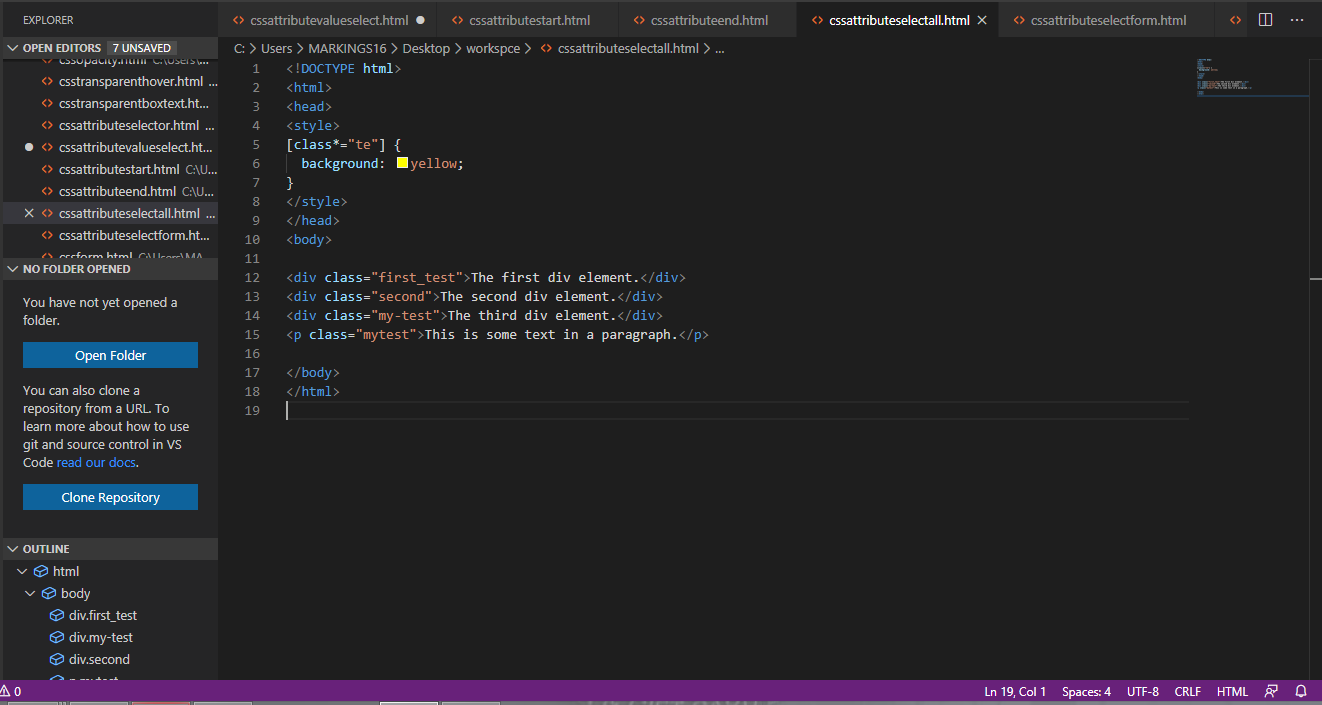 EXPLORER
cssattributevalueselect.html
cssattributestart.html
cssattributeend.html
cssattributeselectall.html
cssattributeselectform.html
OPEN EDITORS 7 UNSAVED
cssopacity.html C:\Users\...
csstransparenthover.html ...
csstransparentboxtext.ht...
cssattributeselector.html ...
cssattributevalueselect.ht...
cssattributestart.html C:\U...
cssattributeend.html C:\U...
cssattributeselectall.html ...
cssattributeselectform.ht...
cssform.html C:\Users\MA...
NO FOLDER OPENED
You have not yet opened a
folder.
Open Folder
You can also clone a
repository from a URL. To
learn more about how to use
git and source control in VS
Code read our docs.
Clone Repository
OUTLINE
html
body
div.first_test
div.my-test
div.second
p.mytest
C: > Users > MARKINGS16 > Desktop > workspce > cssattributeselectall.html > ...
1 <!DOCTYPE html>
2 <html>
3 <head>
4 <style>
5 [class*="te"] {
6 background: yellow;
7 }
8 </style>
9 </head>
10 <body>
11
12 <div class="first_test">The first div element.</div>
13 <div class="second">The second div element.</div>
14 <div class="my-test">The third div element.</div>
15 <p class="mytest">This is some text in a paragraph.</p>
16
17 </body>
18 </html>
19
0
Ln 19, Col 1
Spaces: 4
UTF-8
CRLF
HTML